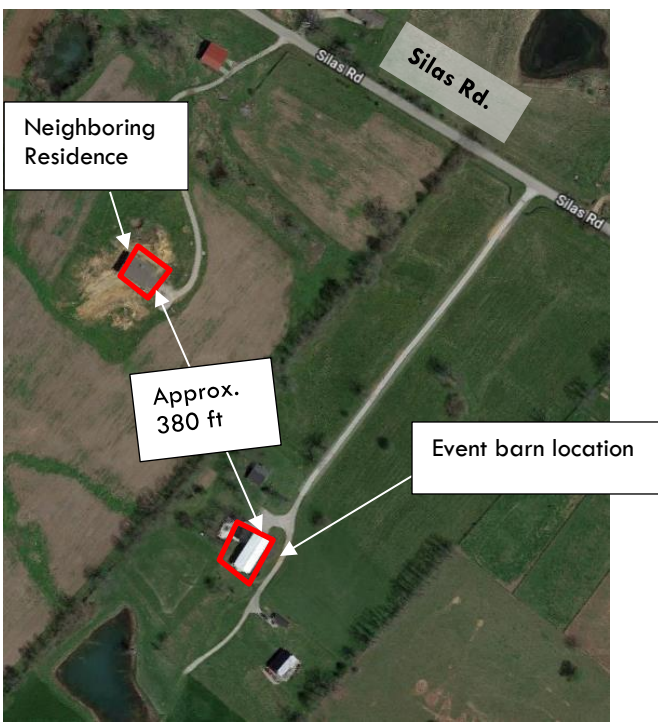 Silas Rd
Silas Rd.
Neighboring
Residence
Silas Rd
Approx.
380 ft
Event barn location